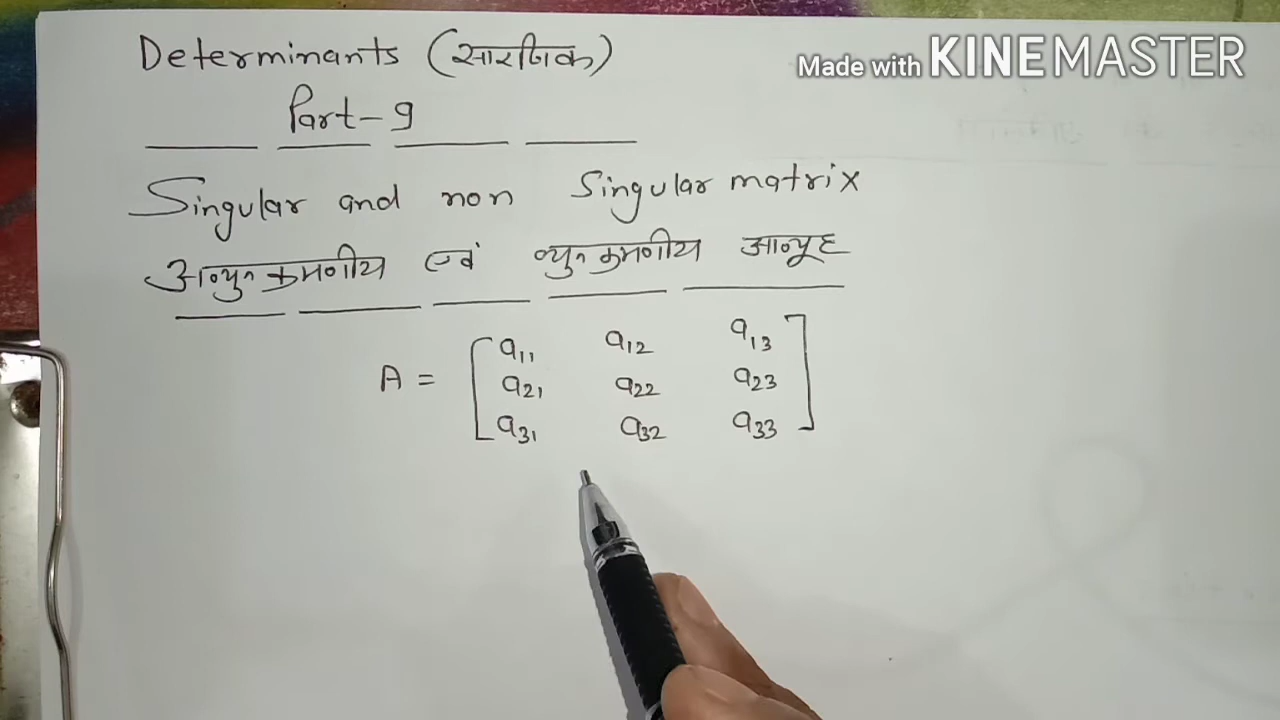 Determinants (सारणिक)
Made with KINEMASTER
Part-9
Singular and non Singular matrix
अव्युत्क्रमणीय एवं व्युत्क्रमणीय आव्यूह
A = [ a11 a12 a13
a21 a22 a23
a31 a32 a33 ]